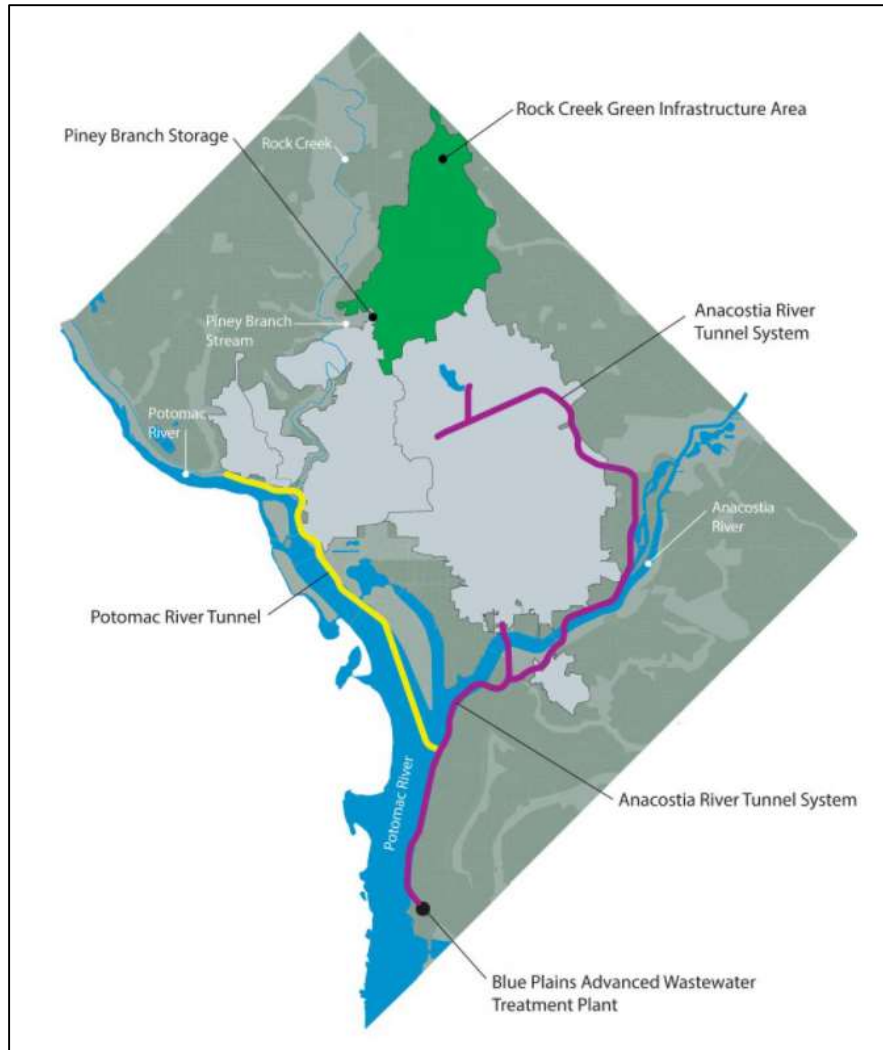 Rock Creek Green Infrastructure Area
Piney Branch Storage
Rock Creek
Anacostia River
Tunnel System
Piney Branch
Stream
Potomac
River
Anacostia
River
Potomac River Tunnel
Potomac River
Anacostia River Tunnel System
Blue Plains Advanced Wastewater
Treatment Plant